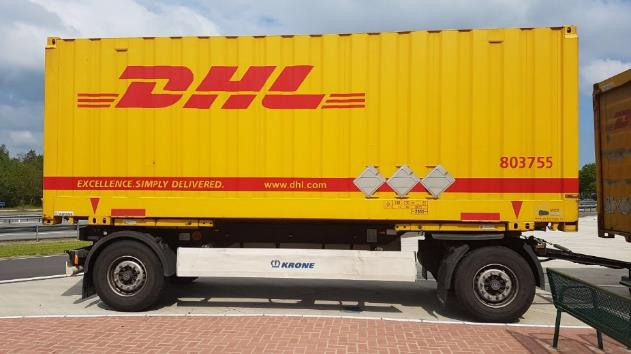 DHL
803755
EXCELLENCE. SIMPLY DELIVERED.
www.dhl.com
KRONE